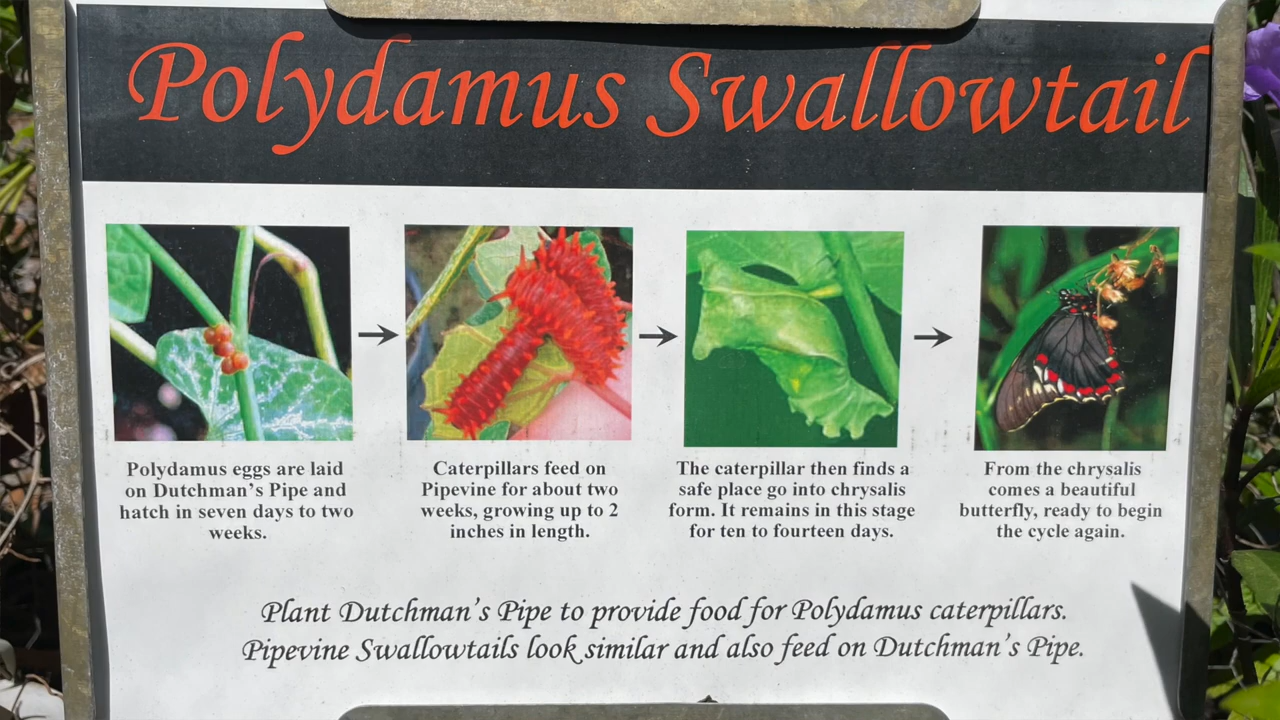 Polydamus Swallowtail
Polydamus eggs are laid
on Dutchman's Pipe and
hatch in seven days to two
weeks.
Caterpillars feed on
Pipevine for about two
weeks, growing up to 2
inches in length.
The caterpillar then finds a
safe place go into chrysalis
form. It remains in this stage
for ten to fourteen days.
From the chrysalis
comes a beautiful
butterfly, ready to begin
the cycle again.
Plant Dutchman's Pipe to provide food for Polydamus caterpillars.
Pipevine Swallowtails look similar and also feed on Dutchman's Pipe.